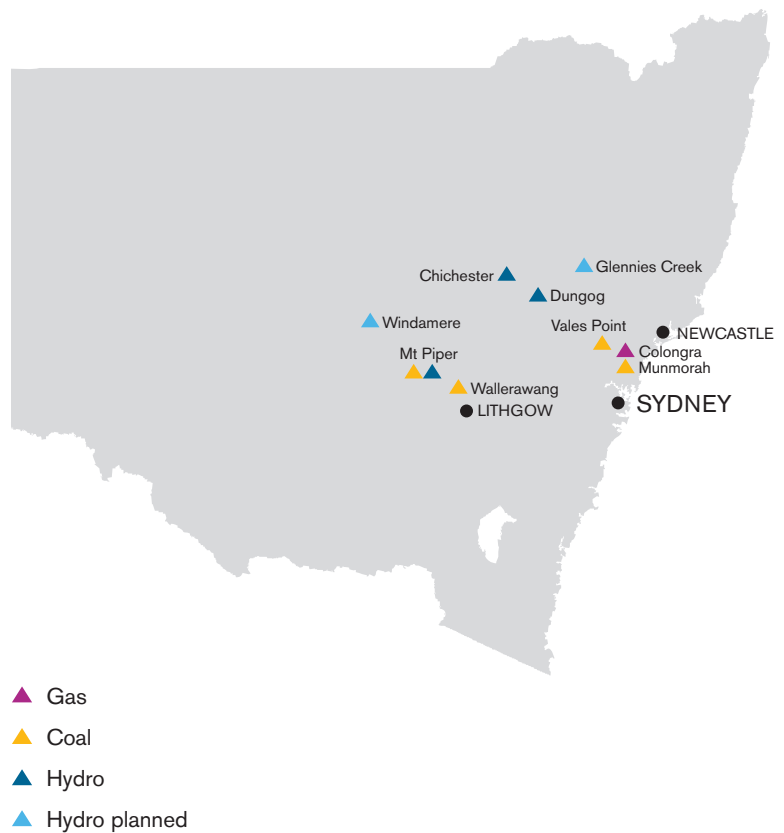 Glennies Creek
Chichester
Dungog
Windamere
Vales Point
NEWCASTLE
Mt Piper
Colongra
Munmorah
Wallerawang
SYDNEY
LITHGOW
Gas
Coal
Hydro
Hydro planned